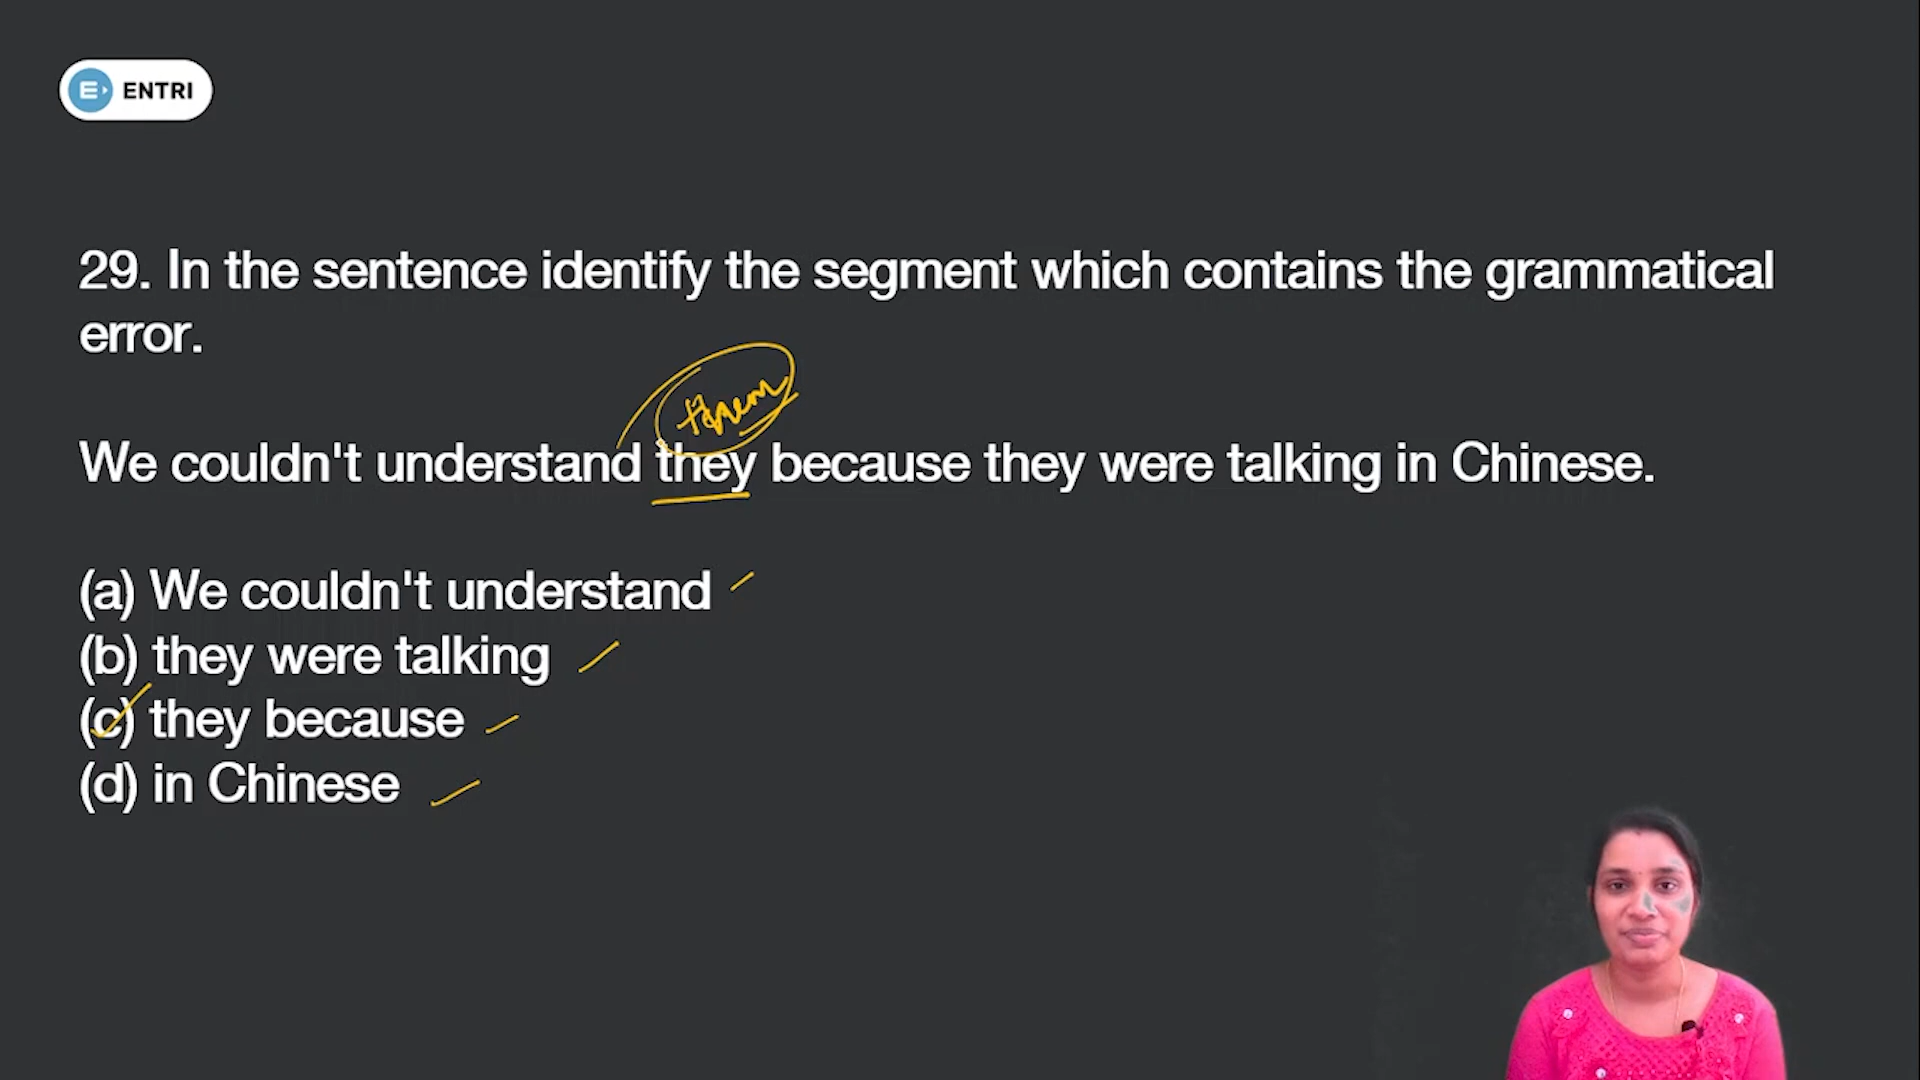 ENTRI
29. In the sentence identify the segment which contains the grammatical
error.
them
We couldn't understand they because they were talking in Chinese.
(a) We couldn't understand
(b) they were talking
(c) they because
(d) in Chinese